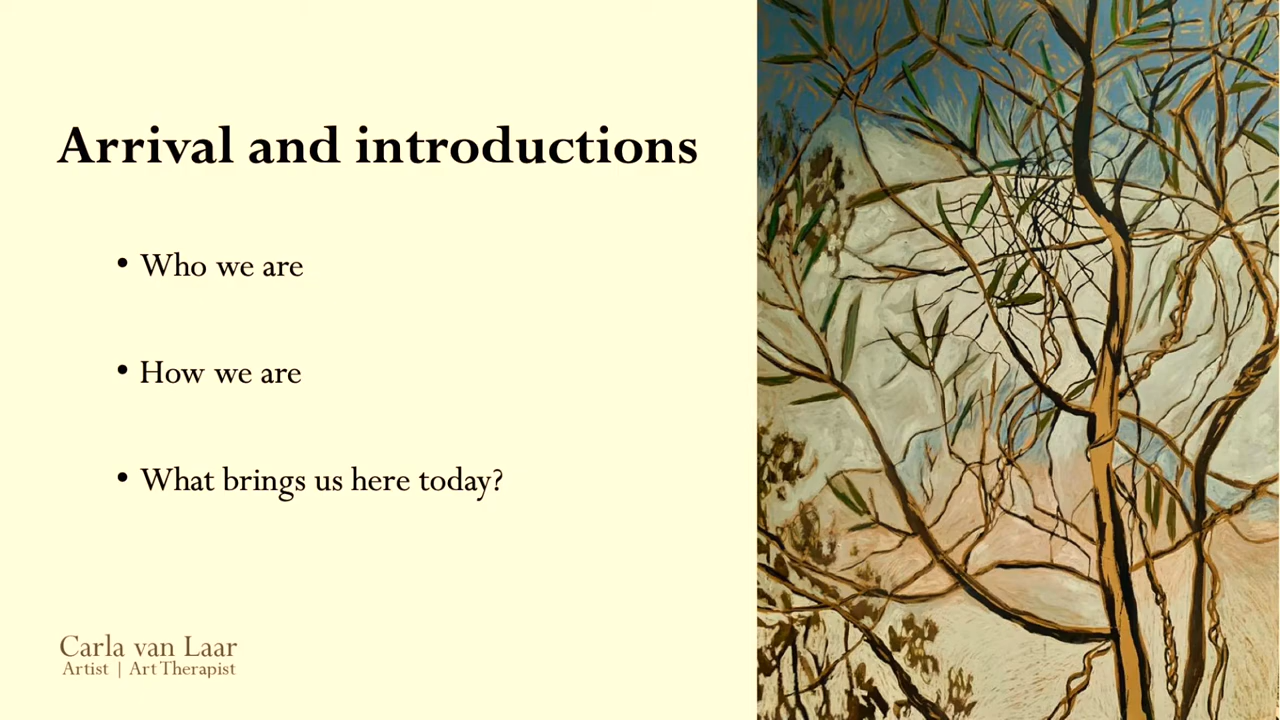 Arrival and introductions
• Who we are
• How we are
• What brings us here today?
Carla van Laar
Artist | Art Therapist